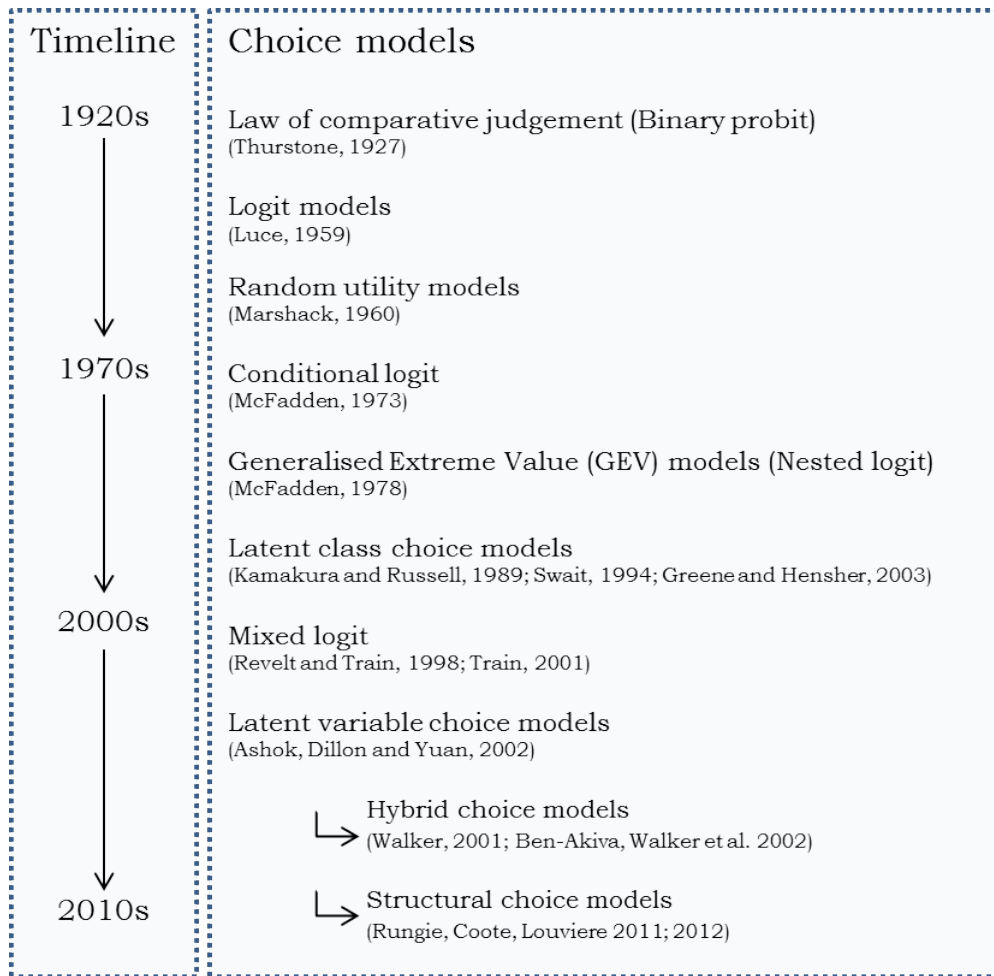 Timeline
Choice models
1920s
Law of comparative judgement (Binary probit)
(Thurstone, 1927)
Logit models
(Luce, 1959)
Random utility models
(Marshack, 1960)
1970s
Conditional logit
(McFadden, 1973)
Generalised Extreme Value (GEV) models (Nested logit)
(McFadden, 1978)
Latent class choice models
(Kamakura and Russell, 1989; Swait, 1994; Greene and Hensher, 2003)
2000s
Mixed logit
(Revelt and Train, 1998; Train, 2001)
Latent variable choice models
(Ashok, Dillon and Yuan, 2002)
Hybrid choice models
(Walker, 2001; Ben-Akiva, Walker et al. 2002)
2010s
Structural choice models
(Rungie, Coote, Louviere 2011; 2012)